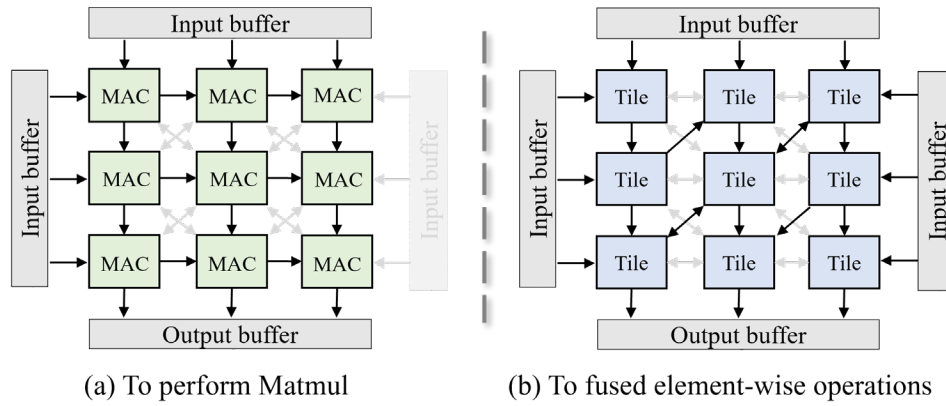 Input buffer
Input buffer
MAC MAC MAC
MAC MAC MAC
MAC MAC MAC
Input buffer
Output buffer
(a) To perform Matmul
Input buffer
Input buffer
Tile Tile Tile
Tile Tile Tile
Tile Tile Tile
Input buffer
Output buffer
(b) To fused element-wise operations